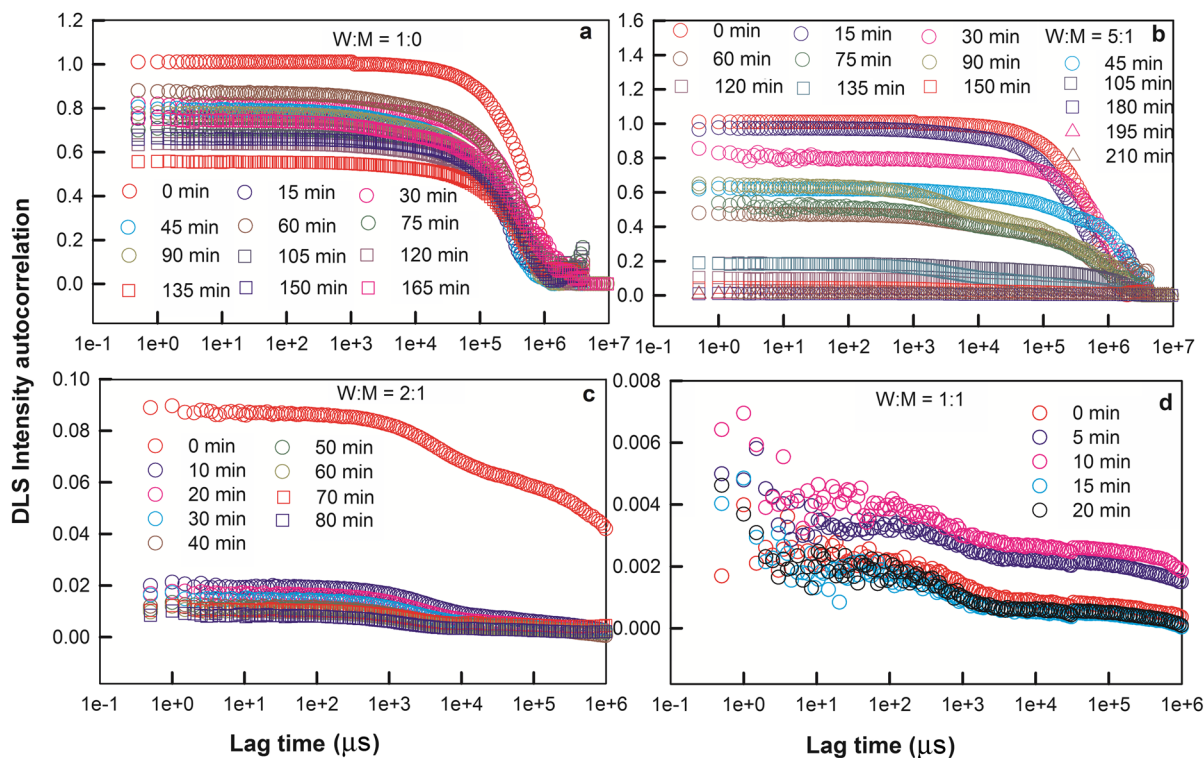 DLS Intensity autocorrelation
a
W:M = 1:0
1.2
1.0
0.8
0.6
0.4
0.2
0.0
0 min 15 min 30 min
45 min 60 min 75 min
90 min 105 min 120 min
135 min 150 min 165 min
1e-1 1e+0 1e+1 1e+2 1e+3 1e+4 1e+5 1e+6 1e+7
b
W:M = 5:1
1.6
1.4
1.2
1.0
0.8
0.6
0.4
0.2
0.0
0 min 15 min 30 min 45 min
60 min 75 min 90 min 105 min
120 min 135 min 150 min 180 min
195 min
210 min
1e-1 1e+0 1e+1 1e+2 1e+3 1e+4 1e+5 1e+6 1e+7
c
W:M = 2:1
0.10
0.08
0.06
0.04
0.02
0.00
0 min 50 min
10 min 60 min
20 min 70 min
30 min 80 min
40 min
1e-1 1e+0 1e+1 1e+2 1e+3 1e+4 1e+5 1e+6
Lag time (μs)
d
W:M = 1:1
0.008
0.006
0.004
0.002
0.000
0 min
5 min
10 min
15 min
20 min
1e-1 1e+0 1e+1 1e+2 1e+3 1e+4 1e+5 1e+6
Lag time (μs)